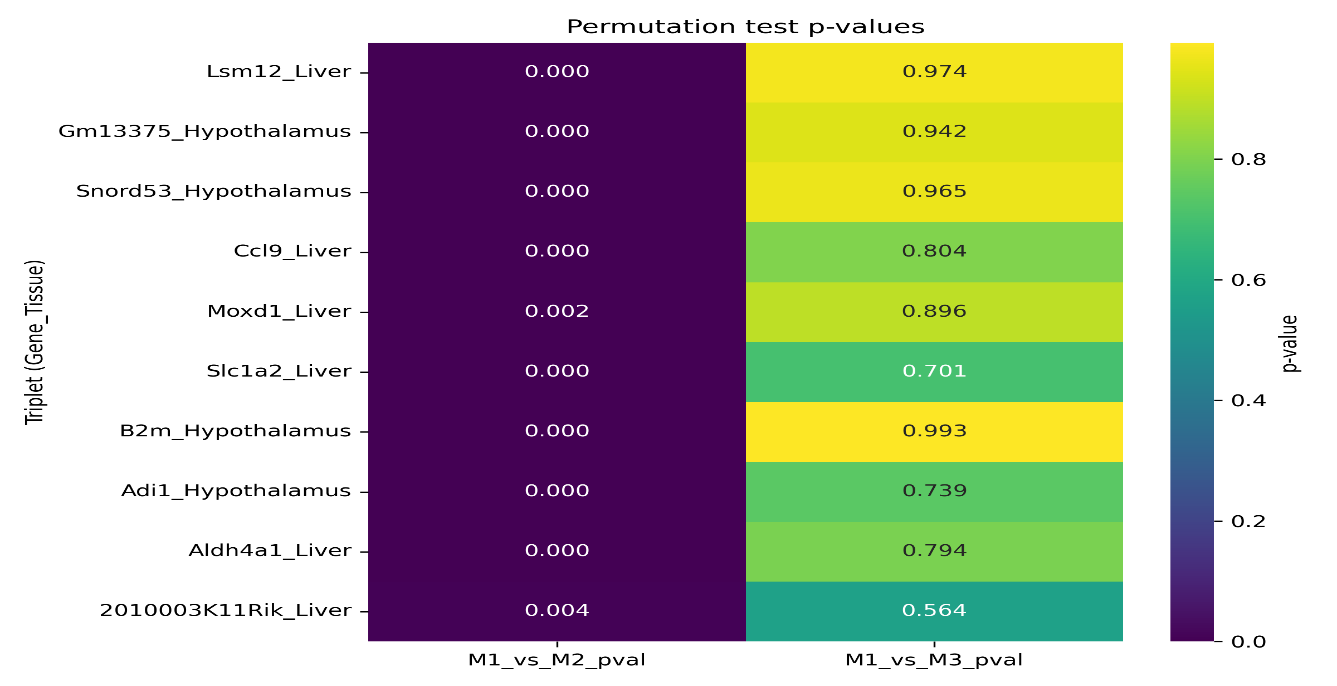 Permutation test p-values
Triplet (Gene_Tissue)
Lsm12_Liver 0.000 0.974
Gm13375_Hypothalamus 0.000 0.942
Snord53_Hypothalamus 0.000 0.965
Ccl9_Liver 0.000 0.804
Moxd1_Liver 0.002 0.896
Slc1a2_Liver 0.000 0.701
B2m_Hypothalamus 0.000 0.993
Adi1_Hypothalamus 0.000 0.739
Aldh4a1_Liver 0.000 0.794
2010003K11Rik_Liver 0.004 0.564
M1_vs_M2_pval M1_vs_M3_pval
0.8
0.6
0.4
0.2
0.0
p-value